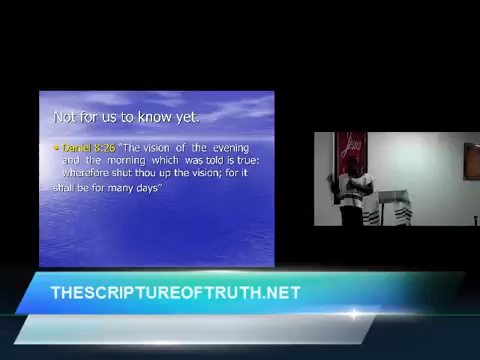 Not for us to know yet.
• Daniel 8:26 "The vision of the evening
and the morning which was told is true:
wherefore shut thou up the vision; for it
shall be for many days"
Jesus
THESCRIPTUREOFTRUTH.NET